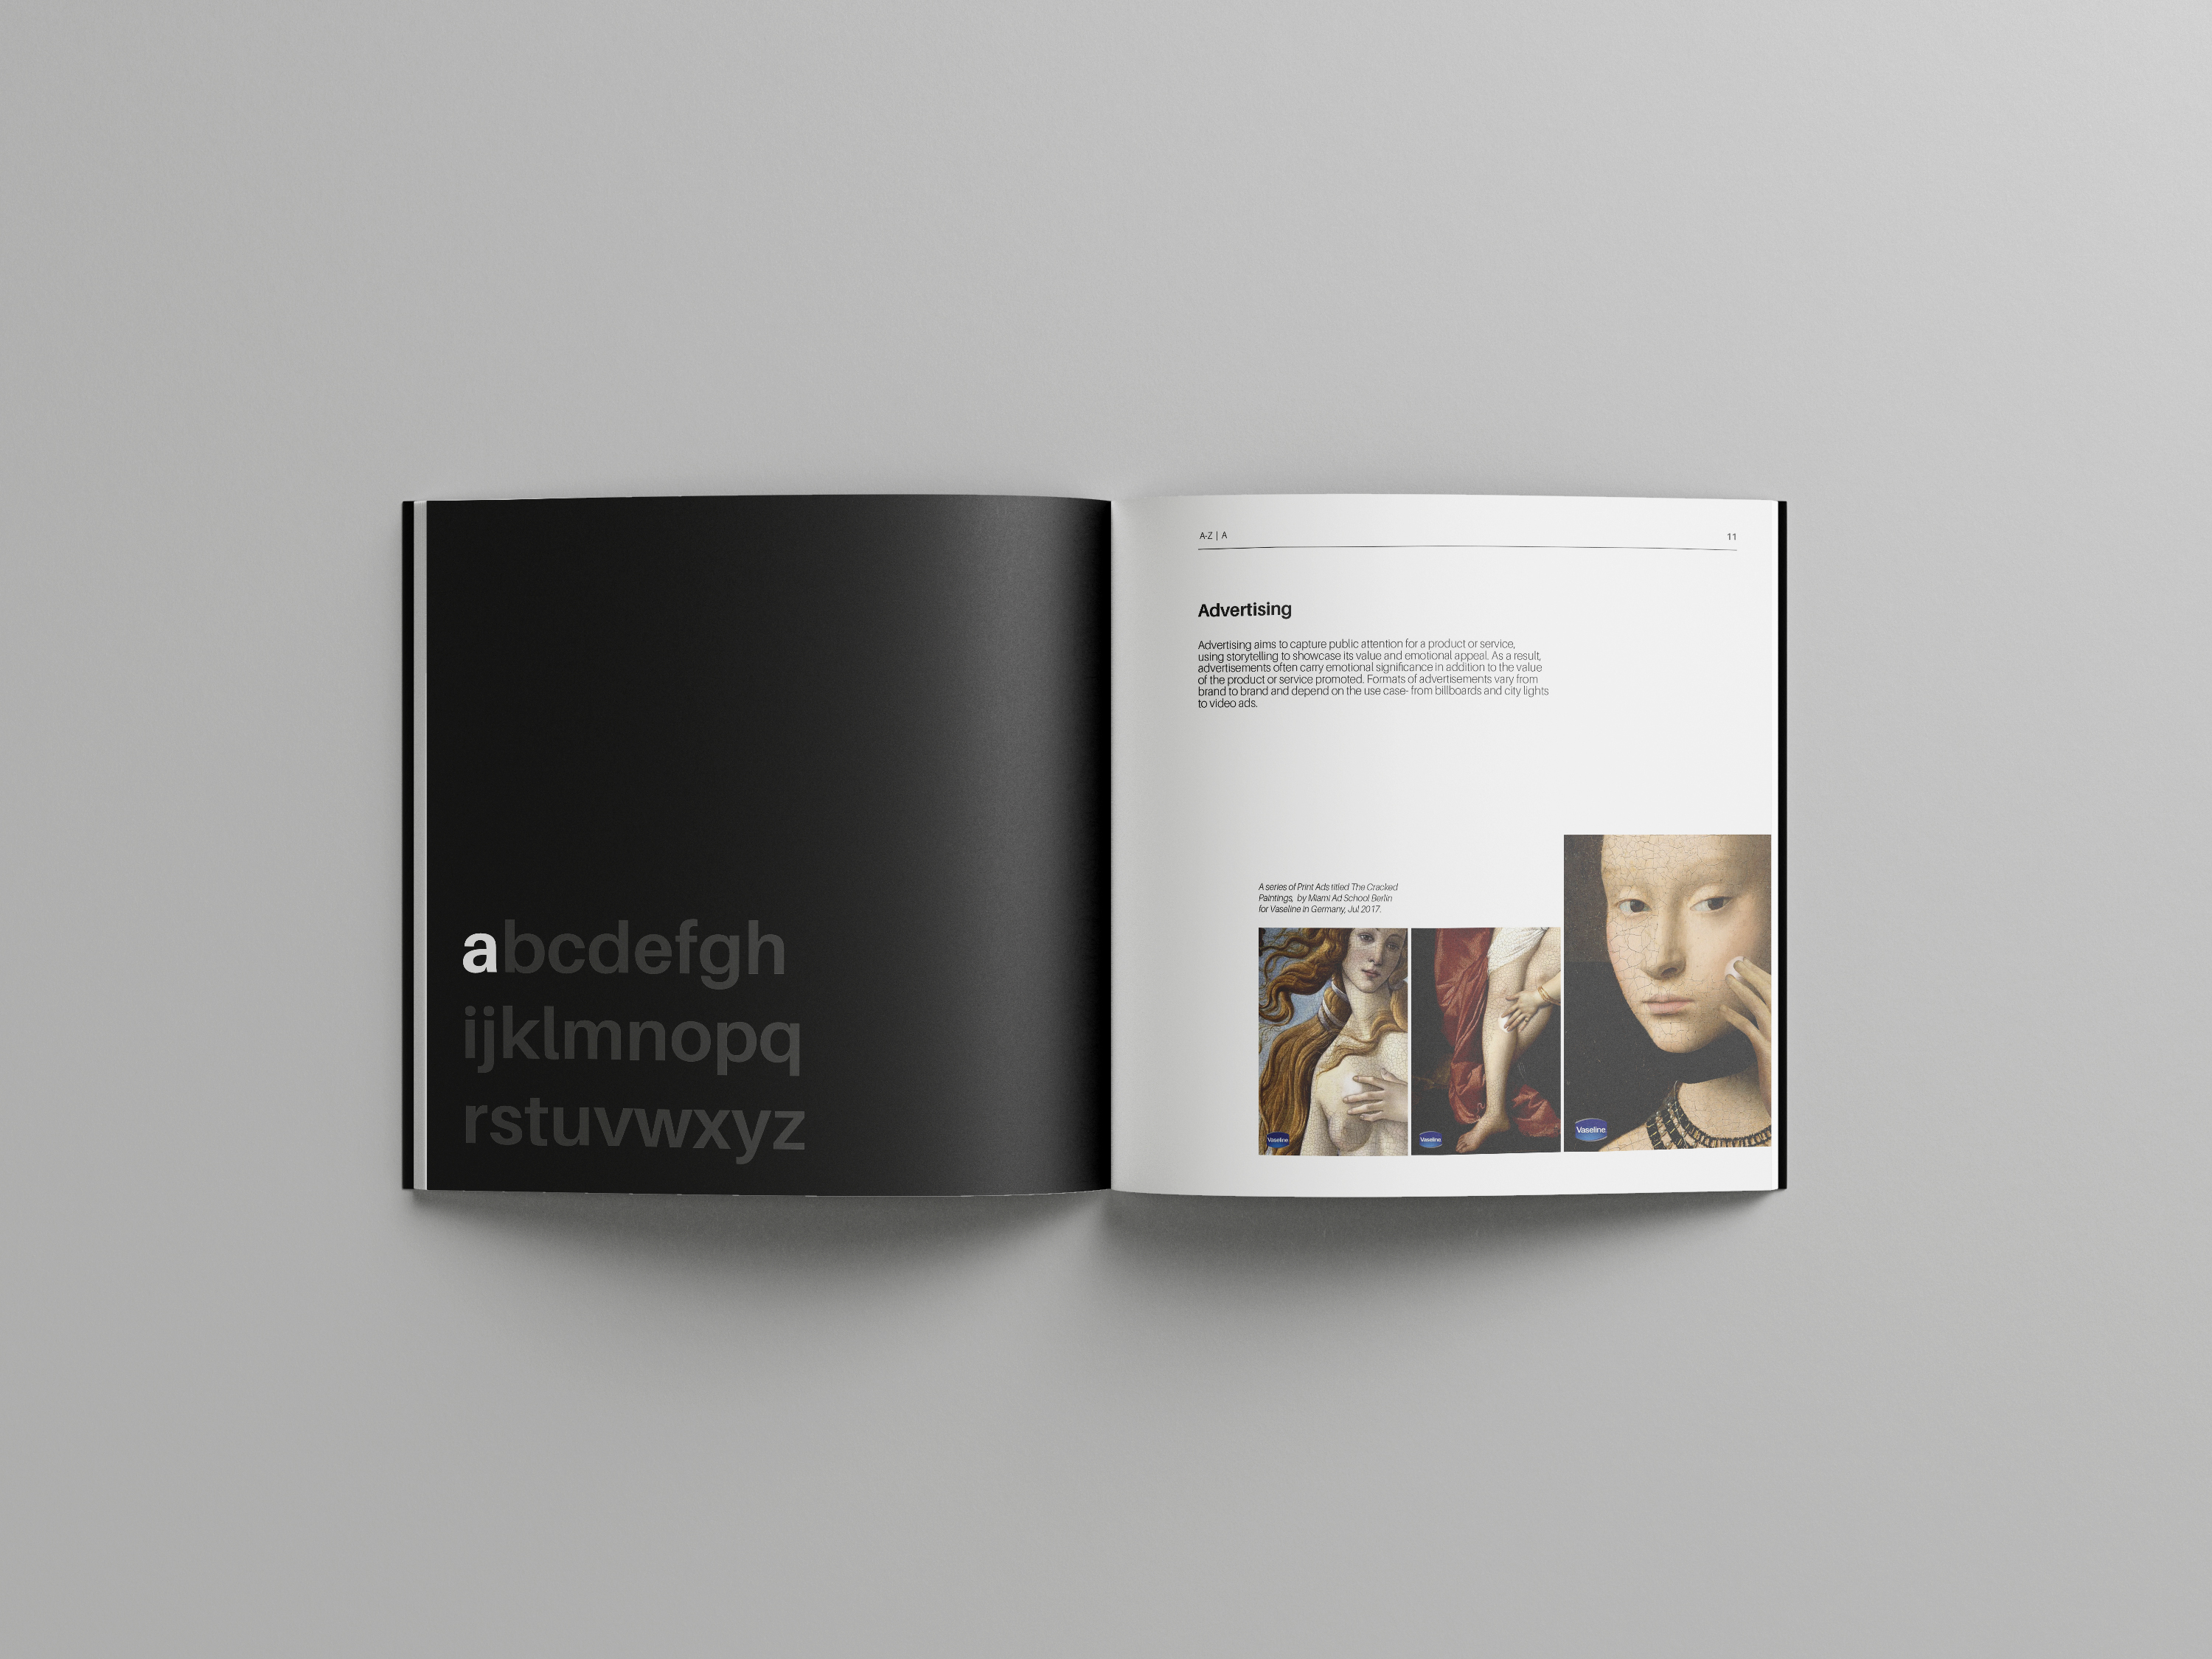 abcdefgh
ijklmnopq
rstuvwxyz
A-Z | A
11
Advertising
Advertising aims to capture public attention for a product or service,
using storytelling to showcase its value and emotional appeal. As a result,
advertisements often carry emotional significance in addition to the value
of the product or service promoted. Formats of advertisements vary from
brand to brand and depend on the use case- from billboards and city lights
to video ads.
A series of Print Ads titled The Cracked
Paintings, by Miami Ad School Berlin
for Vaseline in Germany, Jul 2017.
Vaseline
Vaseline
Vaseline.